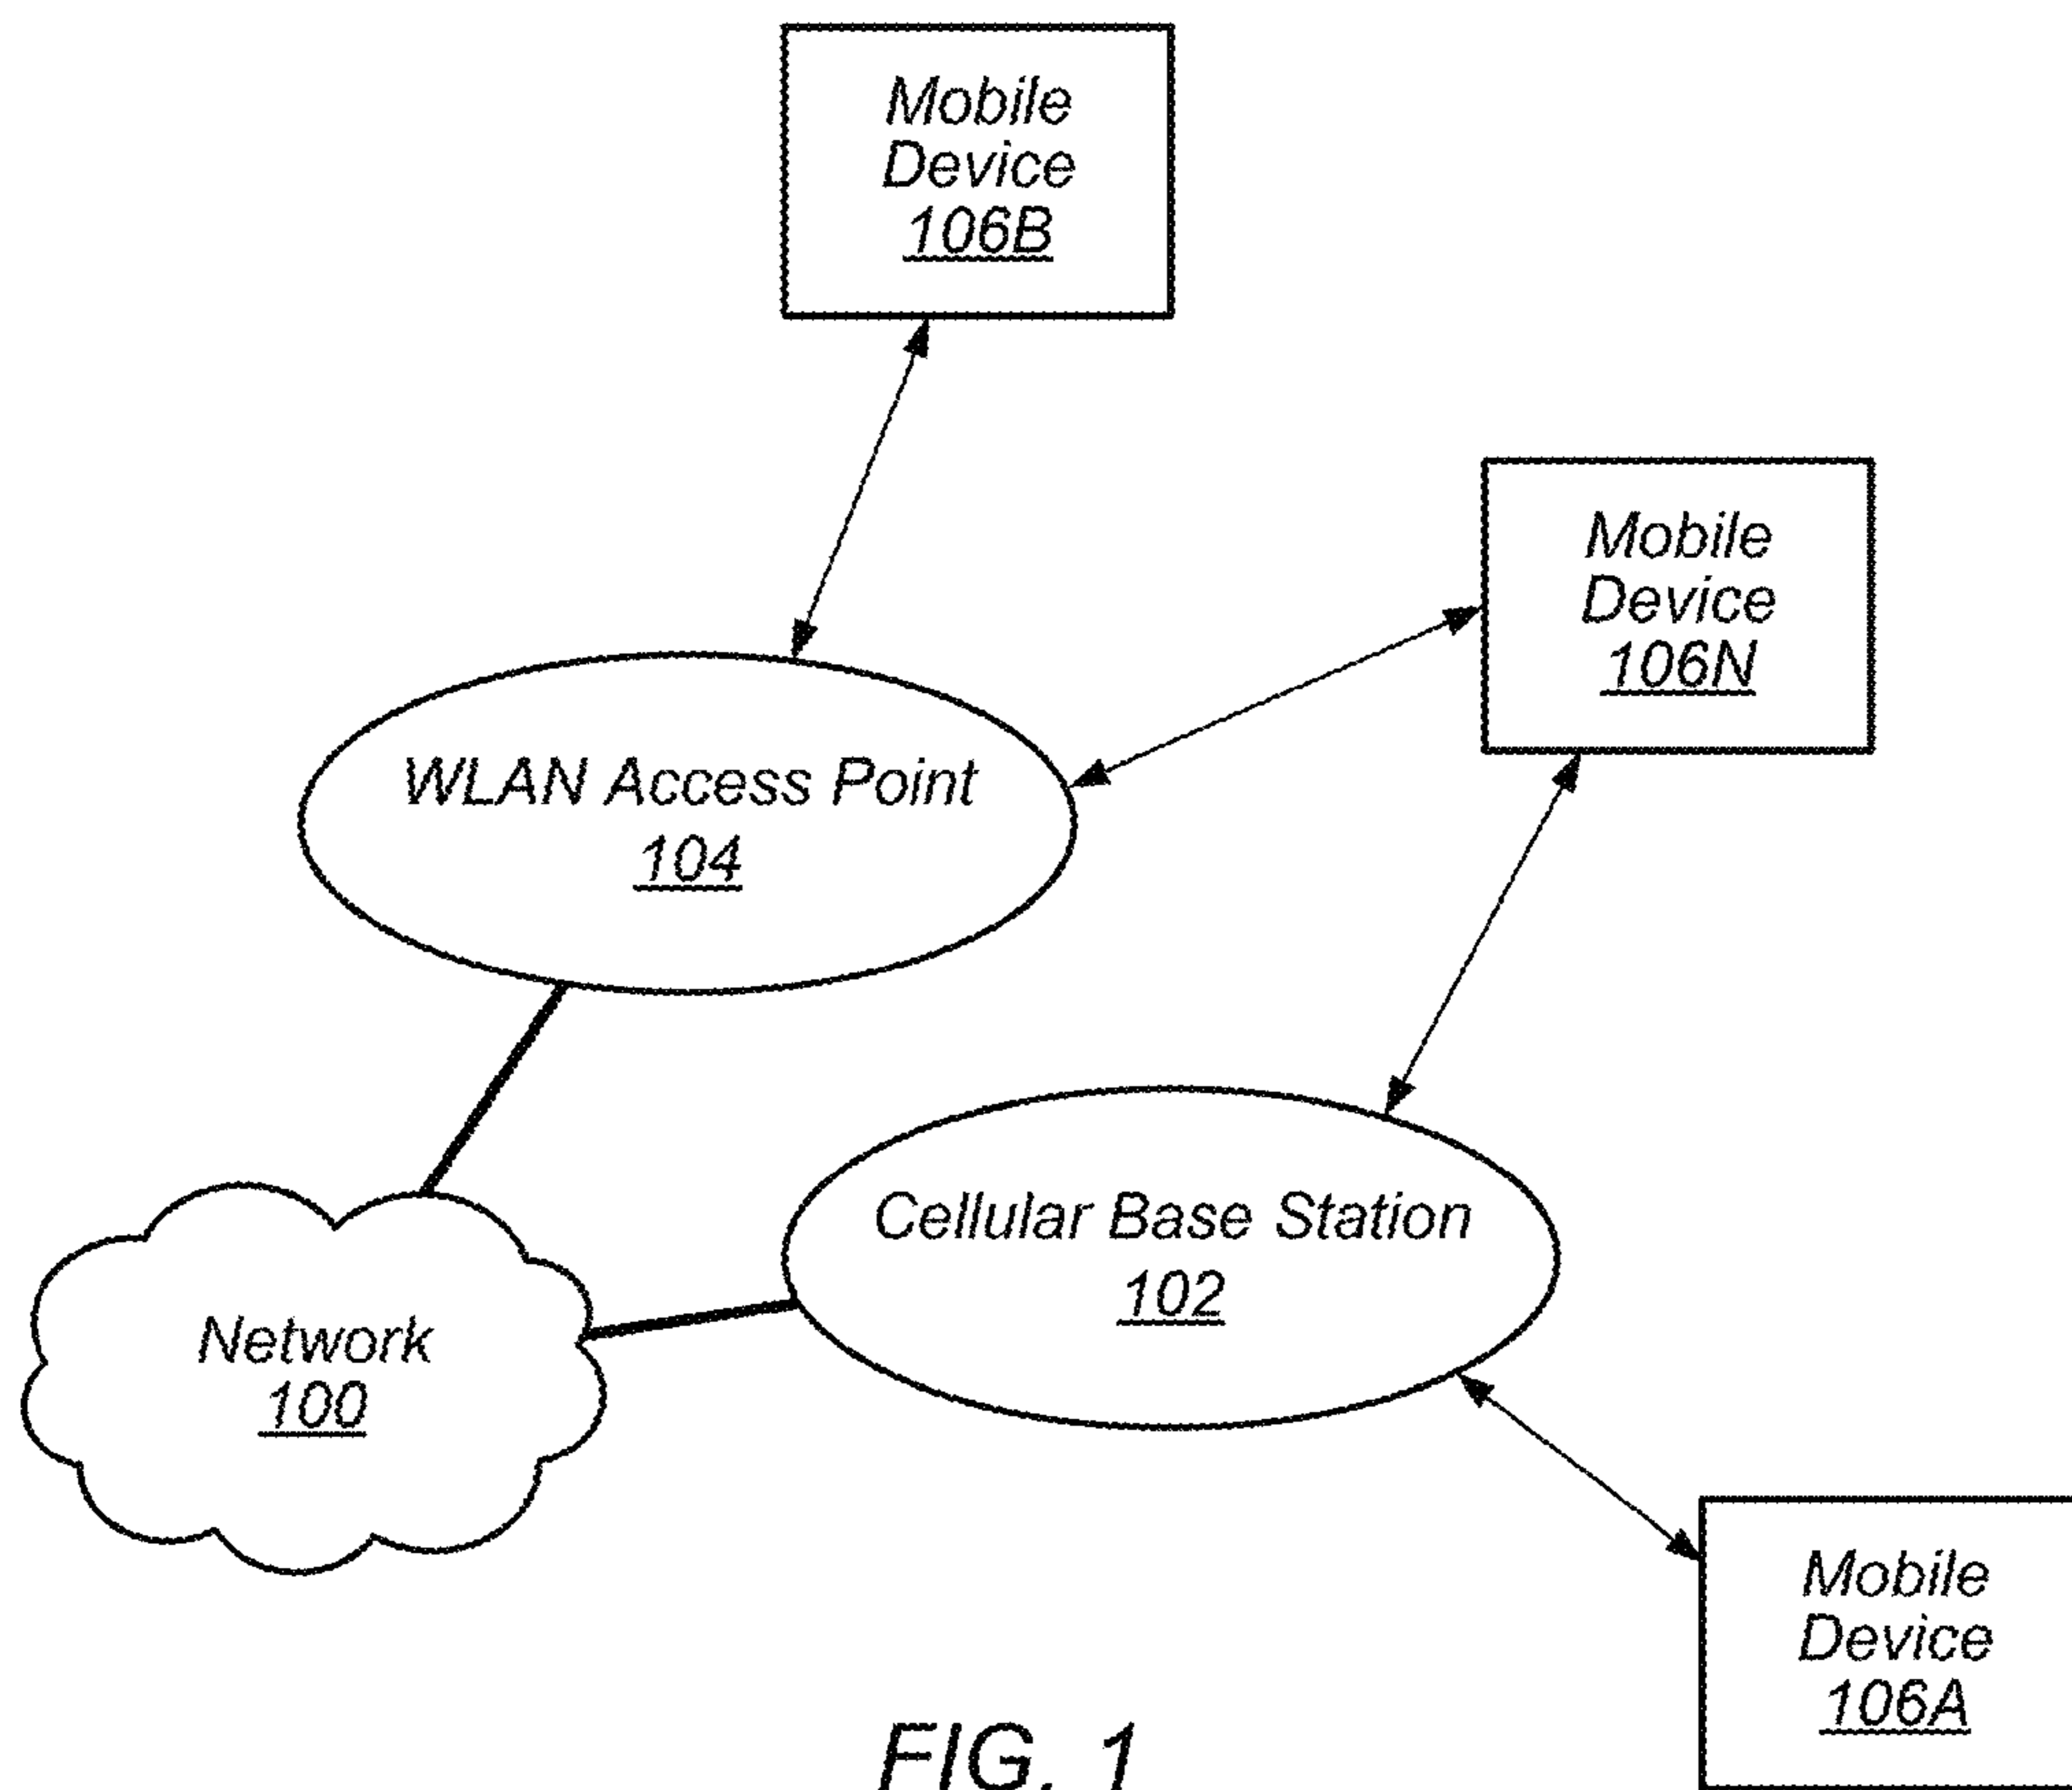 Mobile
Device
106B
Mobile
Device
106N
WLAN Access Point
104
Cellular Base Station
102
Network
100
Mobile
Device
106A
FIG. 1